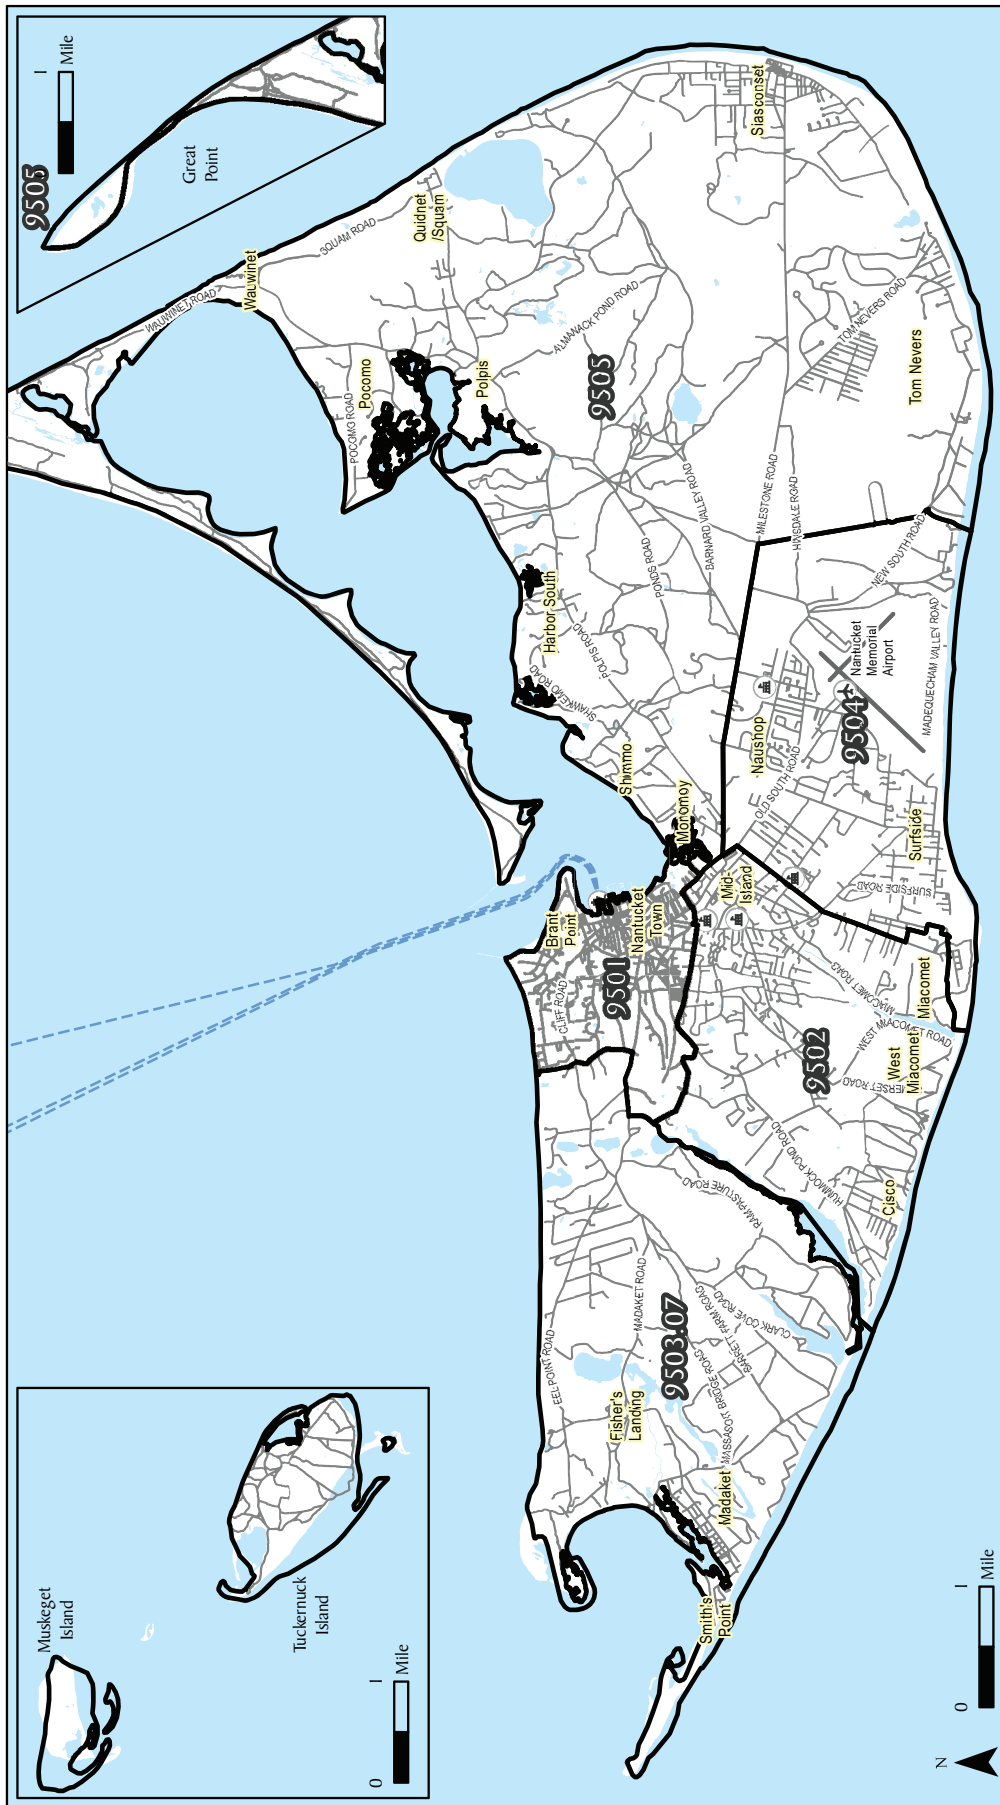 Muskeget
Island
Tuckernuck
Island
0 1
Mile
9505
1
Mile
Great
Point
WAUWINET ROAD
Wauwinet
SQUAM ROAD
Quidnet
/Squam
POCOMO ROAD
Pocomo
Polpis
ALMANACK POND ROAD
9505
Siasconset
TOM NEVERS ROAD
Tom Nevers
MILESTONE ROAD
HINSDALE ROAD
BARNARD VALLEY ROAD
PONDS ROAD
Harbor South
POLPIS ROAD
SHAWKEMO ROAD
Shimmo
Monomoy
NEW SOUTH ROAD
MADEQUECHAM VALLEY ROAD
Nantucket
Memorial
Airport
Naushop
9504
OLD SOUTH ROAD
Surfside
SURFSIDE ROAD
Mid-
Island
Brant
Point
Nantucket
Town
9501
CLIFF ROAD
MIACOMET ROAD
Miacomet
WEST MIACOMET ROAD
West
Miacomet
MERSET ROAD
9502
HUMMOCK POND ROAD
Cisco
RAM PASTURE ROAD
MADAKET ROAD
EEL POINT ROAD
9503.07
CLARK COVE ROAD
BARRETT FARM ROAD
MASSASOIT BRIDGE ROAD
Fisher's
Landing
Madaket
Smith's
Point
N
0 1
Mile